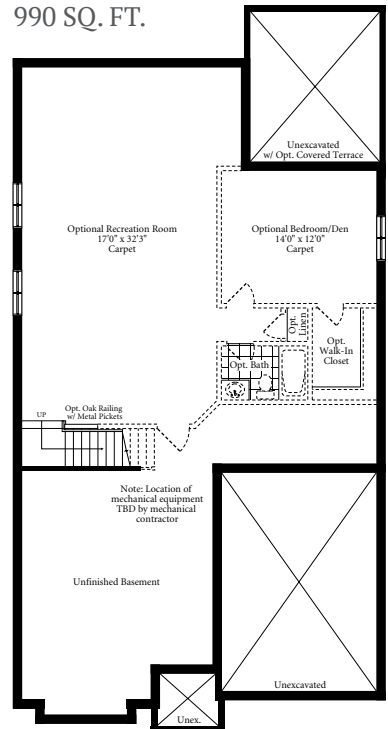 990 SQ. FT.
Unexcavated
w/ Opt. Covered Terrace
Optional Recreation Room
17'0" x 32'3"
Carpet
Optional Bedroom/Den
14'0" x 12'0"
Carpet
Opt.
Linen
Opt.
Walk-In
Closet
Opt. Bath
Opt. Oak Railing
w/ Metal Pickets
UP
Note: Location of
mechanical equipment
TBD by mechanical
contractor
Unfinished Basement
Unexcavated
Unex.